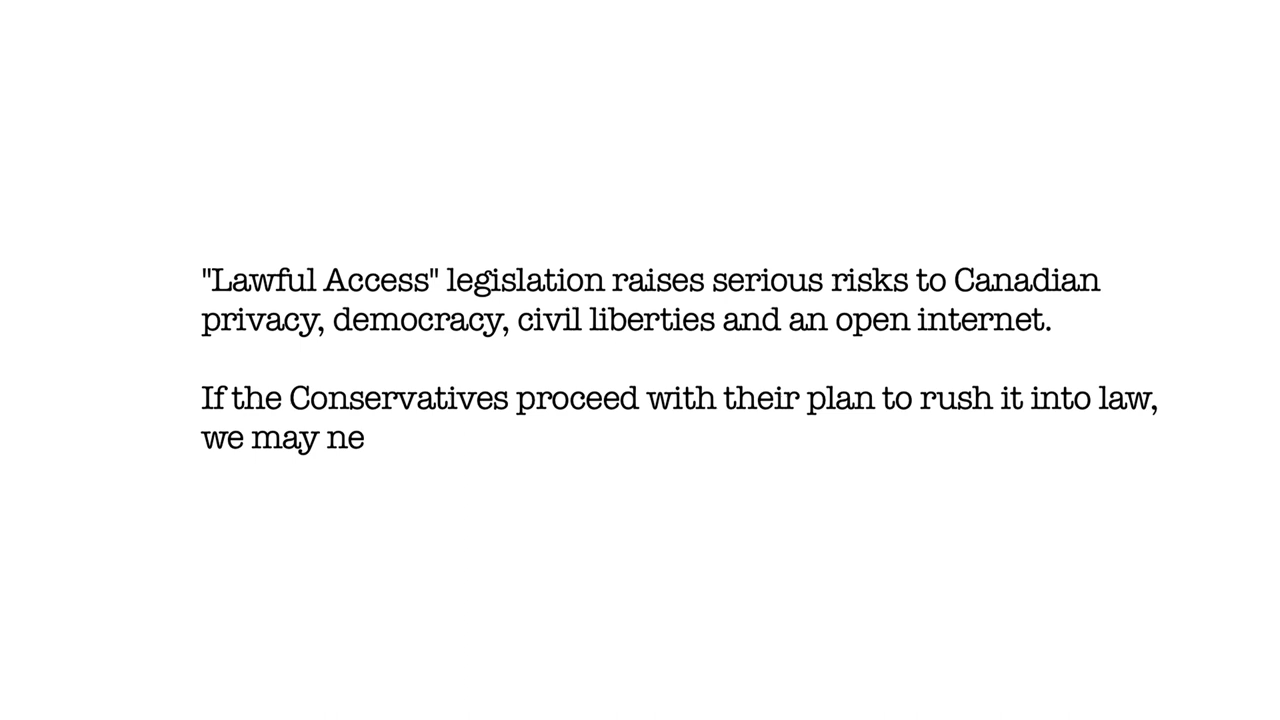 "Lawful Access" legislation raises serious risks to Canadian
privacy, democracy, civil liberties and an open internet.
If the Conservatives proceed with their plan to rush it into law,
we may ne